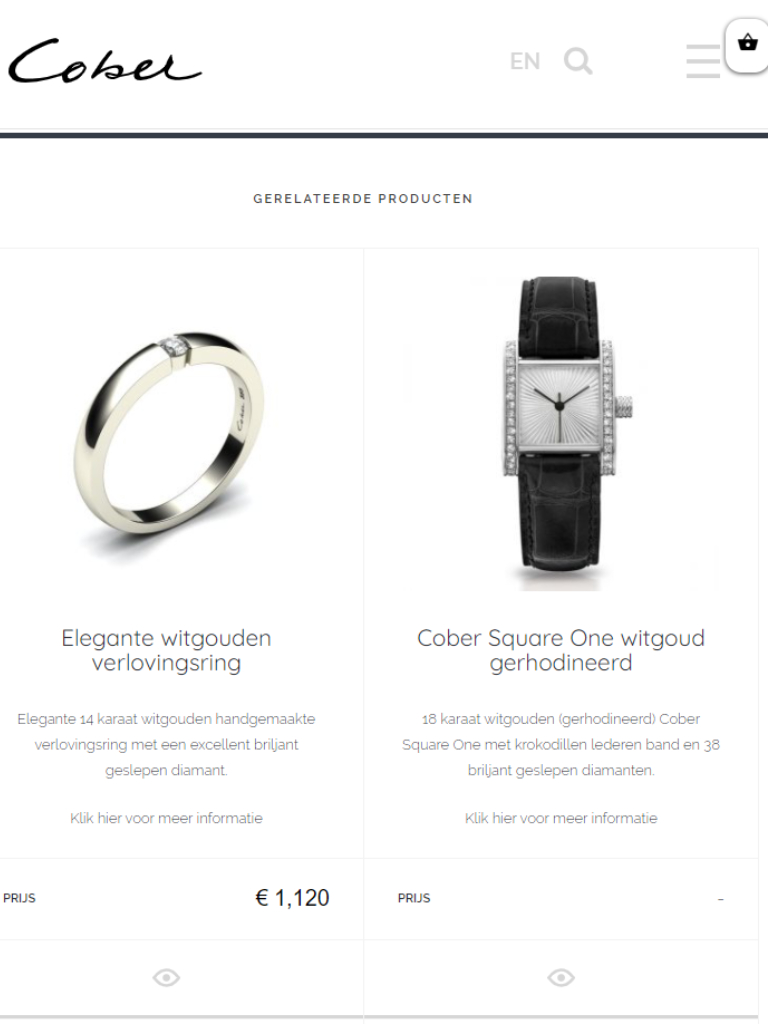 Cober
EN
GERELATEERDE PRODUCTEN
Cober
Elegante witgouden
verlovingsring
Elegante 14 karaat witgouden handgemaakte
verlovingsring met een excellent briljant
geslepen diamant.
Klik hier voor meer informatie
PRIJS
€ 1,120
Cober Square One witgoud
gerhodineerd
18 karaat witgouden (gerhodineerd) Cober
Square One met krokodillen lederen band en 38
briljant geslepen diamanten.
Klik hier voor meer informatie
PRIJS
-